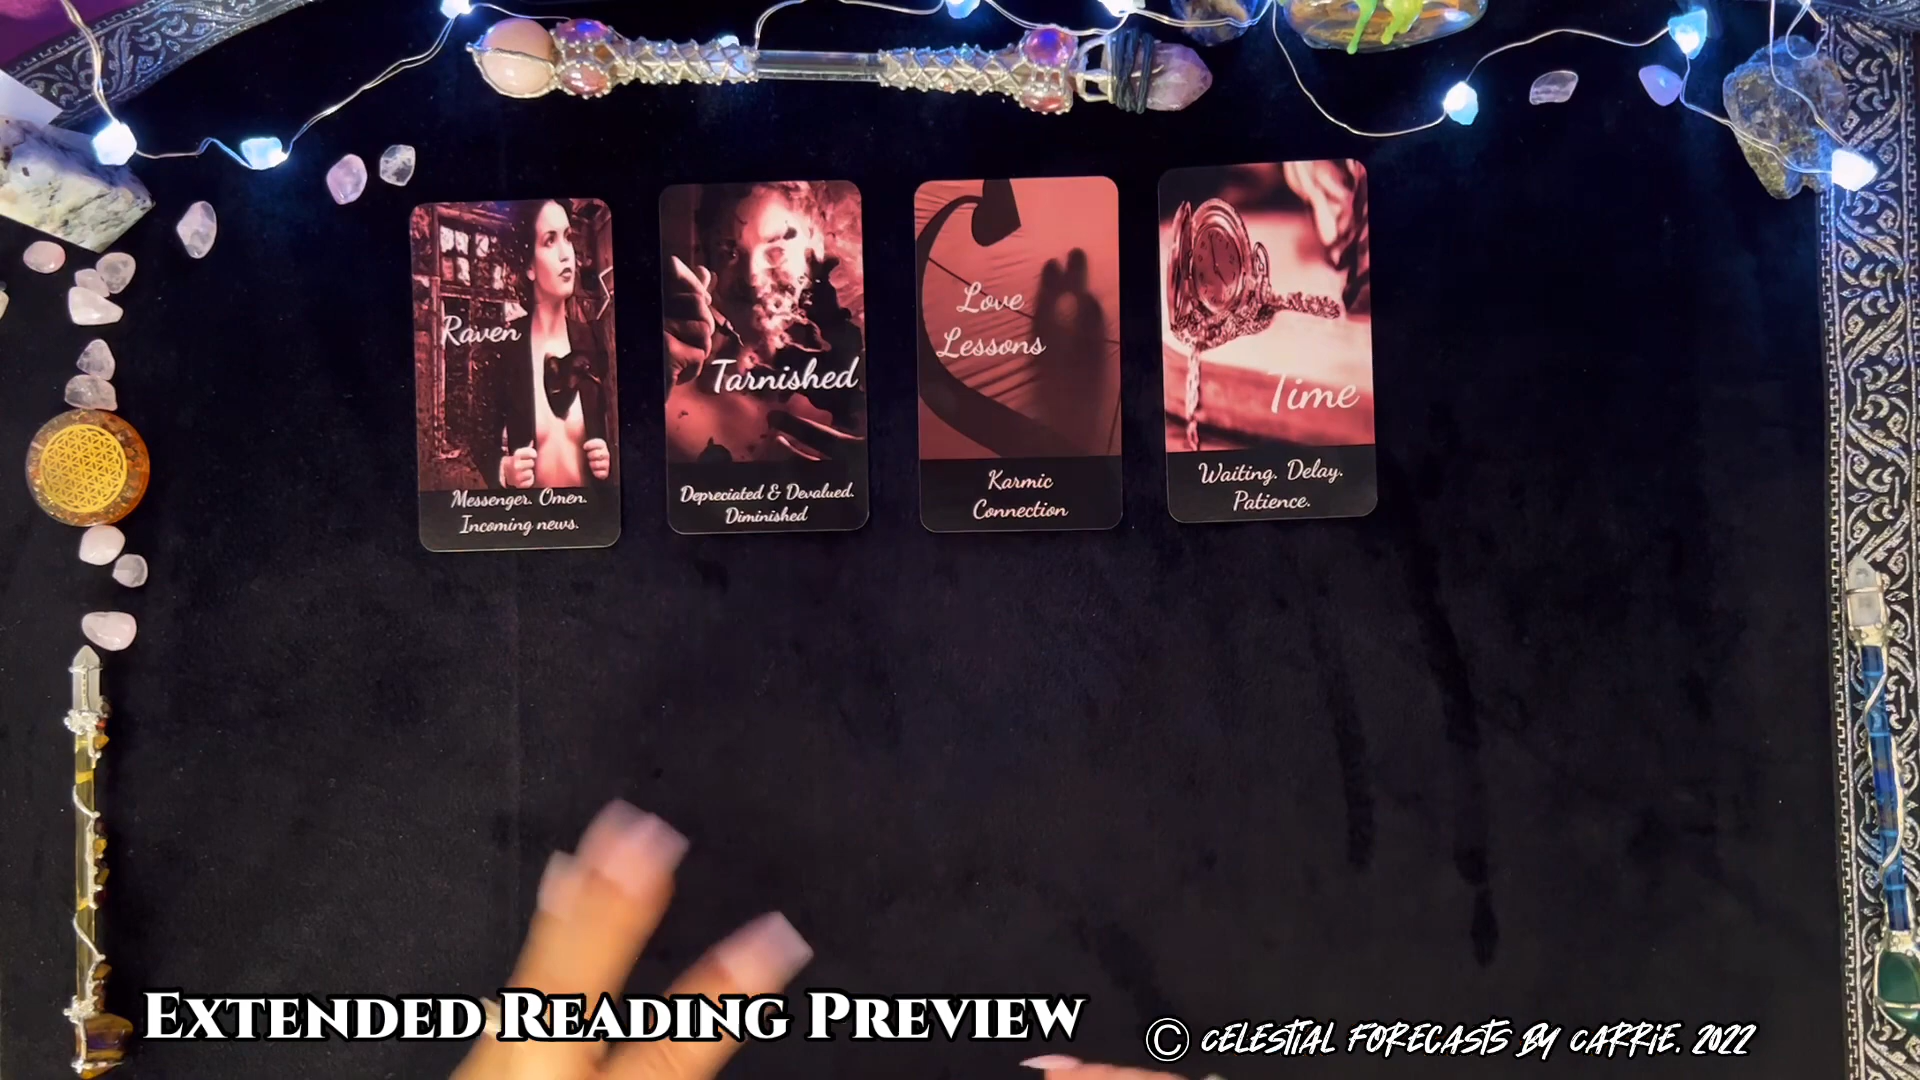 Raven
Messenger. Omen.
Incoming news.
Tarnished
Depreciated & Devalued.
Diminished
Love
Lessons
Karmic
Connection
Time
Waiting. Delay.
Patience.
Extended Reading Preview
© Celestial Forecasts by Carrie. 2022